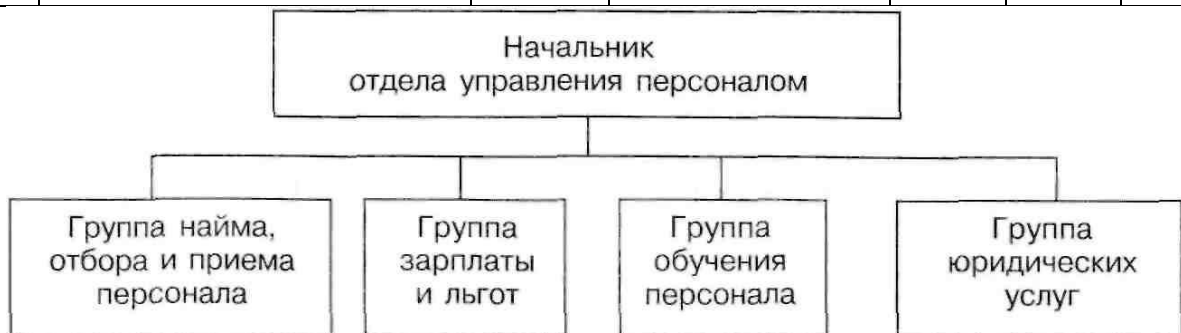 Начальник
отдела управления персоналом
Группа найма,
отбора и приема
персонала
Группа
зарплаты
и льгот
Группа
обучения
персонала
Группа
юридических
услуг